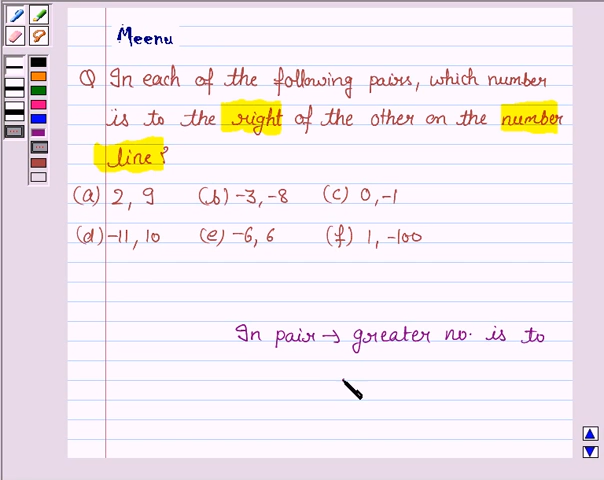 Meenu
Q In each of the following pairs, which number
is to the right of the other on the number
line?
(a) 2, 9 (b) -3, -8 (c) 0, -1
(d) -11, 10 (e) -6, 6 (f) 1, -100
In pair → greater no. is to